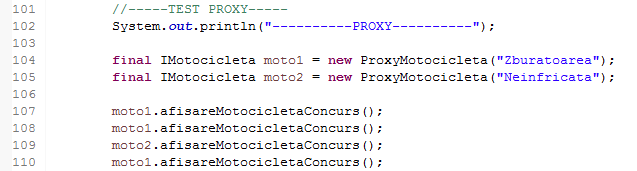 101 //-----TEST PROXY-----
102 System.out.println("----------PROXY----------");
103
104 final IMotocicleta moto1 = new ProxyMotocicleta("Zburatoarea");
105 final IMotocicleta moto2 = new ProxyMotocicleta("Neinfricata");
106
107 moto1.afisareMotocicletaConcurs();
108 moto1.afisareMotocicletaConcurs();
109 moto2.afisareMotocicletaConcurs();
110 moto1.afisareMotocicletaConcurs();